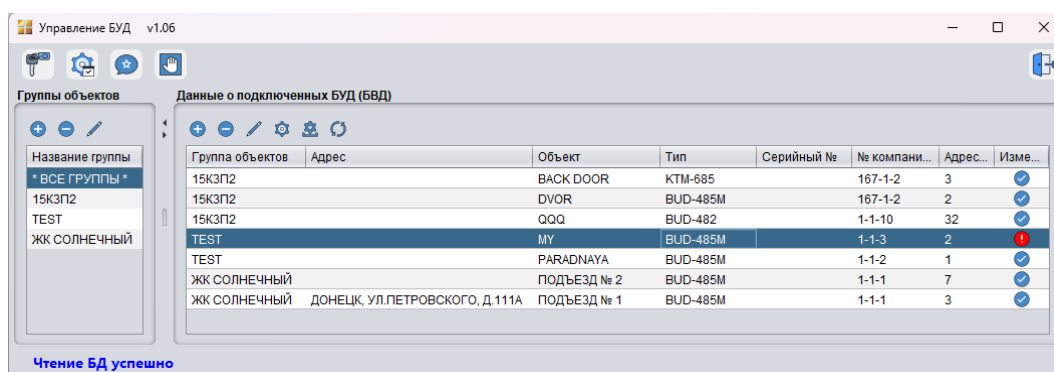 Управление БУД v1.06
Группы объектов
Данные о подключенных БУД (БВД)
Название группы
* ВСЕ ГРУППЫ *
15КЗП2
TEST
ЖК СОЛНЕЧНЫЙ
Группа объектов Адрес Объект Тип Серийный № № компани... Адрес... Изме...
15КЗП2 BACK DOOR KTM-685 167-1-2 3
15КЗП2 DVOR BUD-485M 167-1-2 2
15КЗП2 QQQ BUD-482 1-1-10 32
TEST MY BUD-485M 1-1-3 2
TEST PARADNAYA BUD-485M 1-1-2 1
ЖК СОЛНЕЧНЫЙ ПОДЪЕЗД № 2 BUD-485M 1-1-1 7
ЖК СОЛНЕЧНЫЙ ДОНЕЦК, УЛ.ПЕТРОВСКОГО, Д.111А ПОДЪЕЗД № 1 BUD-485M 1-1-1 3
Чтение БД успешно